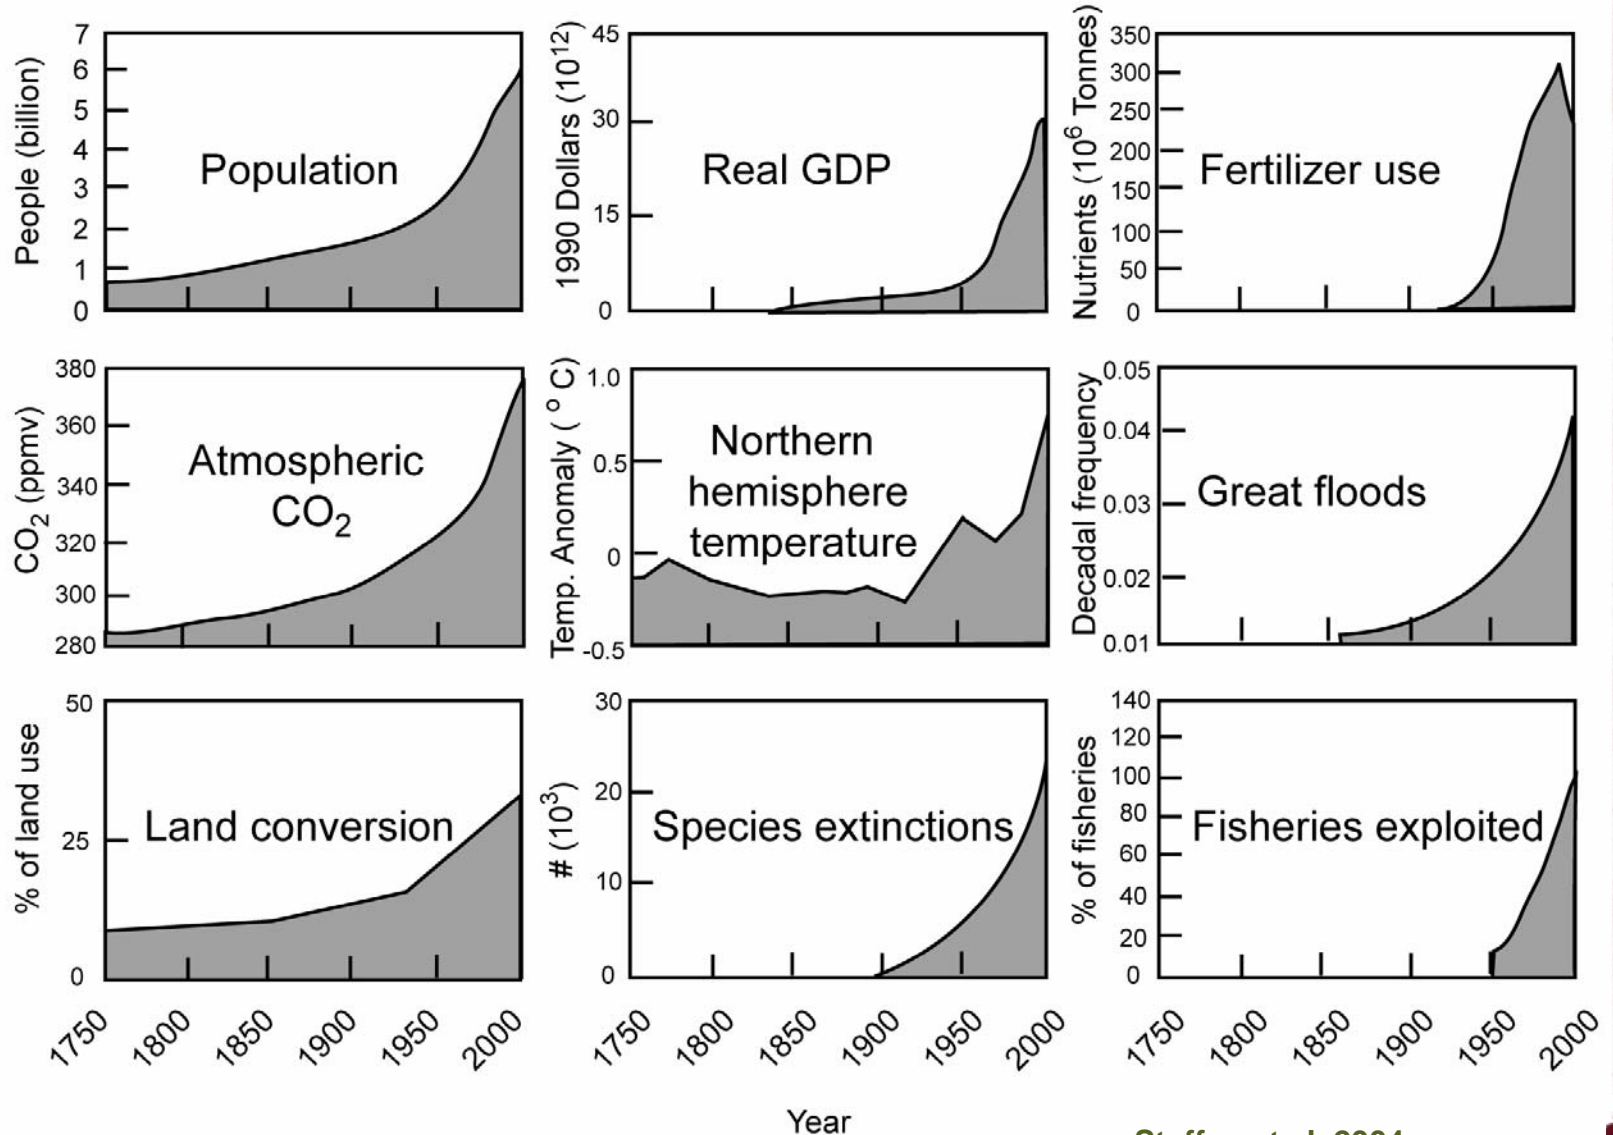 People (billion)
7
6
5
4
3
2
1
0
Population
1990 Dollars (10¹²)
45
30
15
0
Real GDP
Nutrients (10⁶ Tonnes)
350
300
250
200
150
100
50
0
Fertilizer use
CO₂ (ppmv)
380
360
340
320
300
280
Atmospheric
CO₂
Temp. Anomaly (° C)
1.0
0.5
0
-0.5
Northern
hemisphere
temperature
Decadal frequency
0.05
0.04
0.03
0.02
0.01
Great floods
% of land use
50
25
0
Land conversion
# (10³)
30
20
10
0
Species extinctions
% of fisheries
140
120
100
80
60
40
20
0
Fisheries exploited
1750 1800 1850 1900 1950 2000
1750 1800 1850 1900 1950 2000
1750 1800 1850 1900 1950 2000
Year